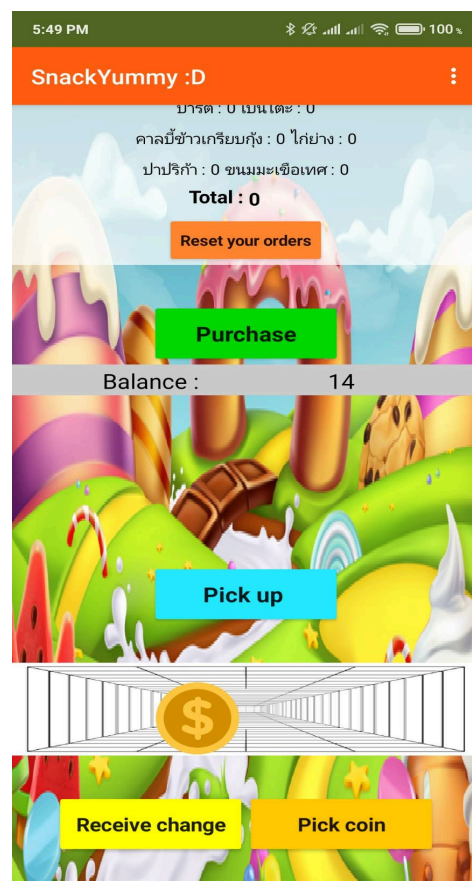 5:49 PM 100%
SnackYummy :D
คาลบี้ข้าวเกรียบกุ้ง : 0 ไก่ย่าง : 0
ปาปริก้า : 0 ขนมมะเขือเทศ : 0
Total : 0
Reset your orders
Purchase
Balance : 14
Pick up
$
Receive change Pick coin